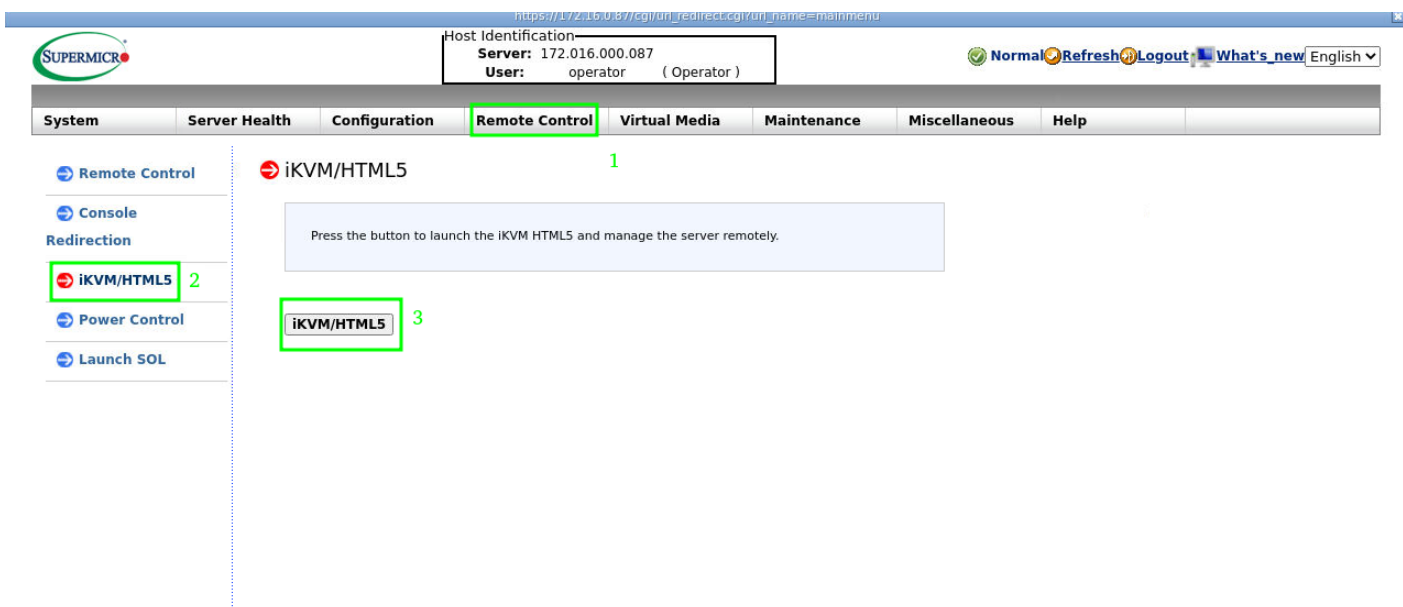 https://172.16.0.87/cgi/url_redirect.cgi?url_name=mainmenu
SUPERMICR
Host Identification
Server: 172.016.000.087
User: operator ( Operator )
Normal Refresh Logout What's_new English
System Server Health Configuration Remote Control Virtual Media Maintenance Miscellaneous Help
1
Remote Control
Console
Redirection
iKVM/HTML5 2
Power Control
Launch SOL
iKVM/HTML5
Press the button to launch the iKVM HTML5 and manage the server remotely.
iKVM/HTML5 3